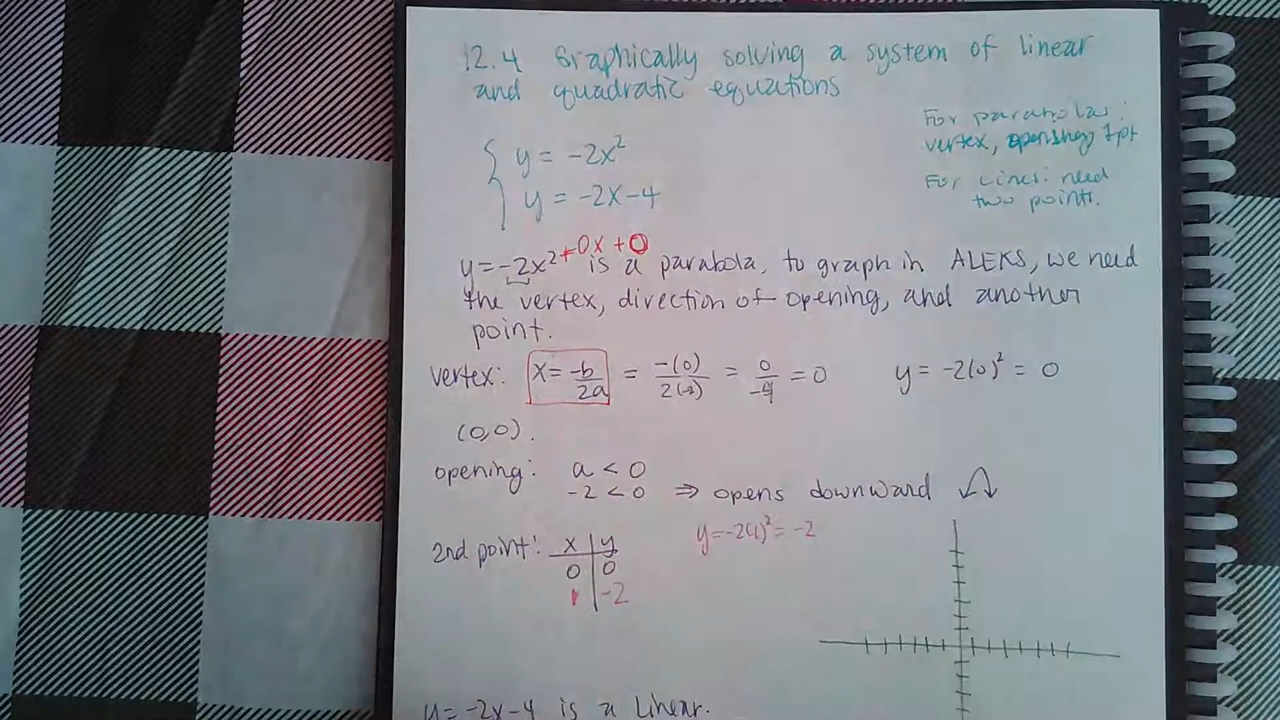 12.4 Graphically solving a system of linear
and quadratic equations
For parabolas:
vertex, opening, 1pt
For Lines: need
two points.
y = -2x²
y = -2x-4
y=-2x²+0x+0 is a parabola, to graph in ALEKS, we need
the vertex, direction of opening, and another
point.
vertex: x = -b/2a = -(0)/2(-2) = 0/-4 = 0 y = -2(0)² = 0
(0,0).
opening: a < 0
-2 < 0 ⇒ opens downward
y=-2(1)²=-2
2nd point: x y
0 0
1 -2
y=-2x-4 is a Linear.